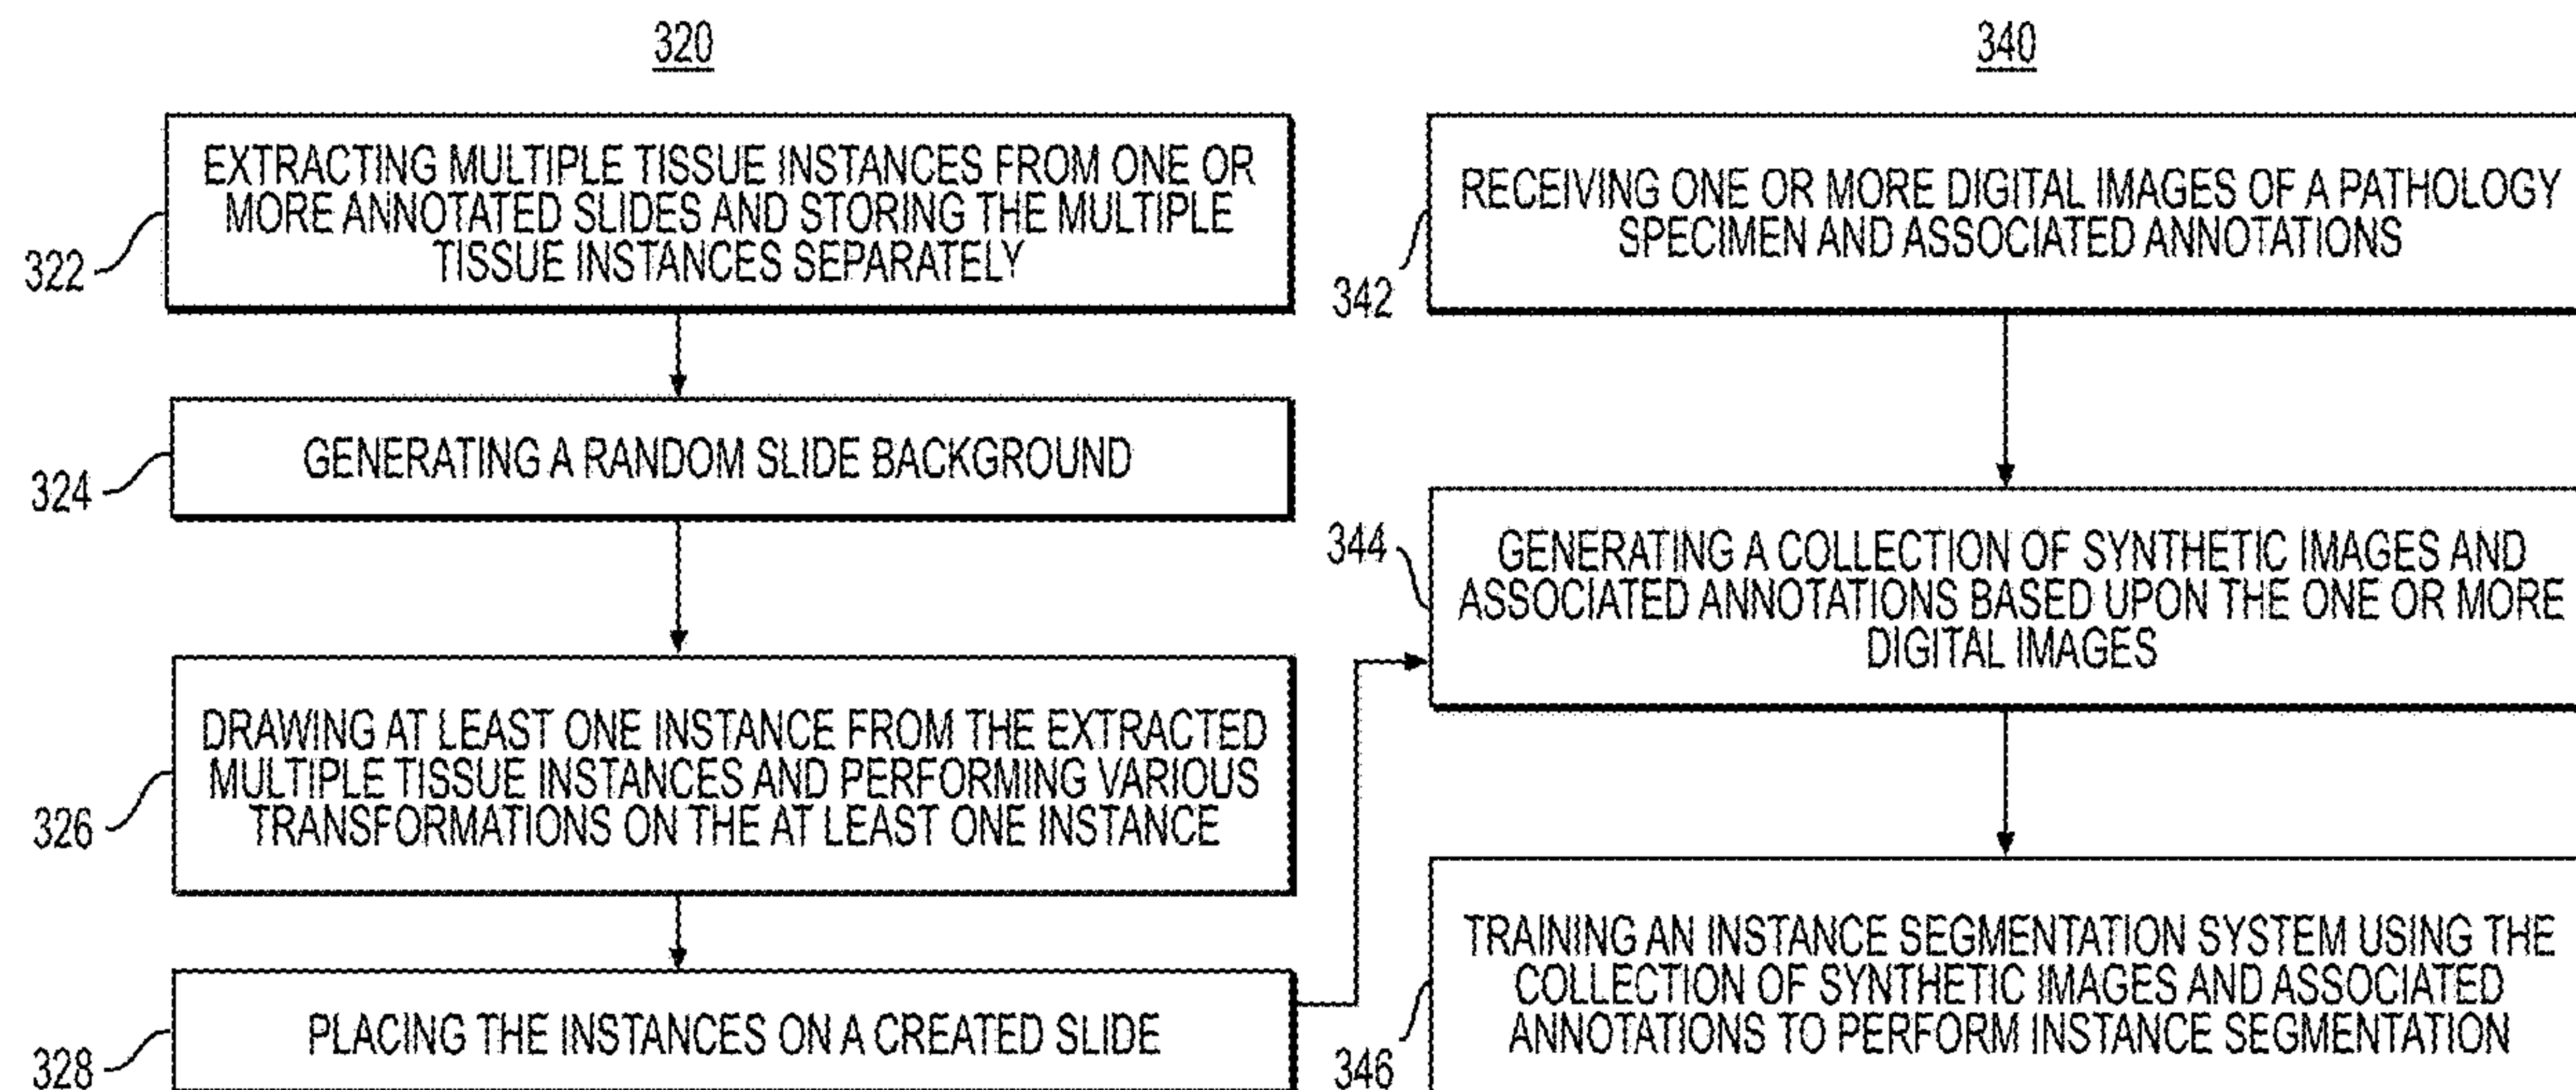 320
322
EXTRACTING MULTIPLE TISSUE INSTANCES FROM ONE OR
MORE ANNOTATED SLIDES AND STORING THE MULTIPLE
TISSUE INSTANCES SEPARATELY
324
GENERATING A RANDOM SLIDE BACKGROUND
326
DRAWING AT LEAST ONE INSTANCE FROM THE EXTRACTED
MULTIPLE TISSUE INSTANCES AND PERFORMING VARIOUS
TRANSFORMATIONS ON THE AT LEAST ONE INSTANCE
328
PLACING THE INSTANCES ON A CREATED SLIDE
340
342
RECEIVING ONE OR MORE DIGITAL IMAGES OF A PATHOLOGY
SPECIMEN AND ASSOCIATED ANNOTATIONS
344
GENERATING A COLLECTION OF SYNTHETIC IMAGES AND
ASSOCIATED ANNOTATIONS BASED UPON THE ONE OR MORE
DIGITAL IMAGES
346
TRAINING AN INSTANCE SEGMENTATION SYSTEM USING THE
COLLECTION OF SYNTHETIC IMAGES AND ASSOCIATED
ANNOTATIONS TO PERFORM INSTANCE SEGMENTATION